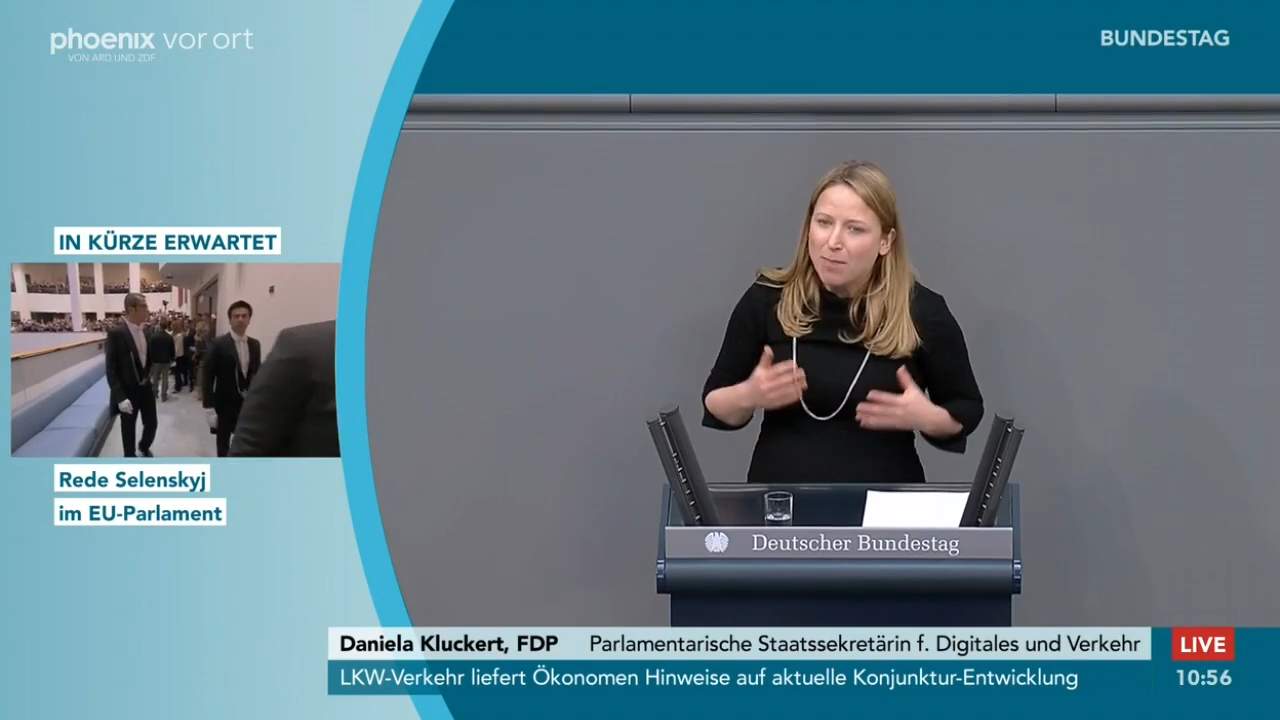 phoenix vor ort
VON ARD UND ZDF
BUNDESTAG
IN KÜRZE ERWARTET
Rede Selenskyj
im EU-Parlament
Deutscher Bundestag
Daniela Kluckert, FDP Parlamentarische Staatssekretärin f. Digitales und Verkehr
LIVE
LKW-Verkehr liefert Ökonomen Hinweise auf aktuelle Konjunktur-Entwicklung
10:56